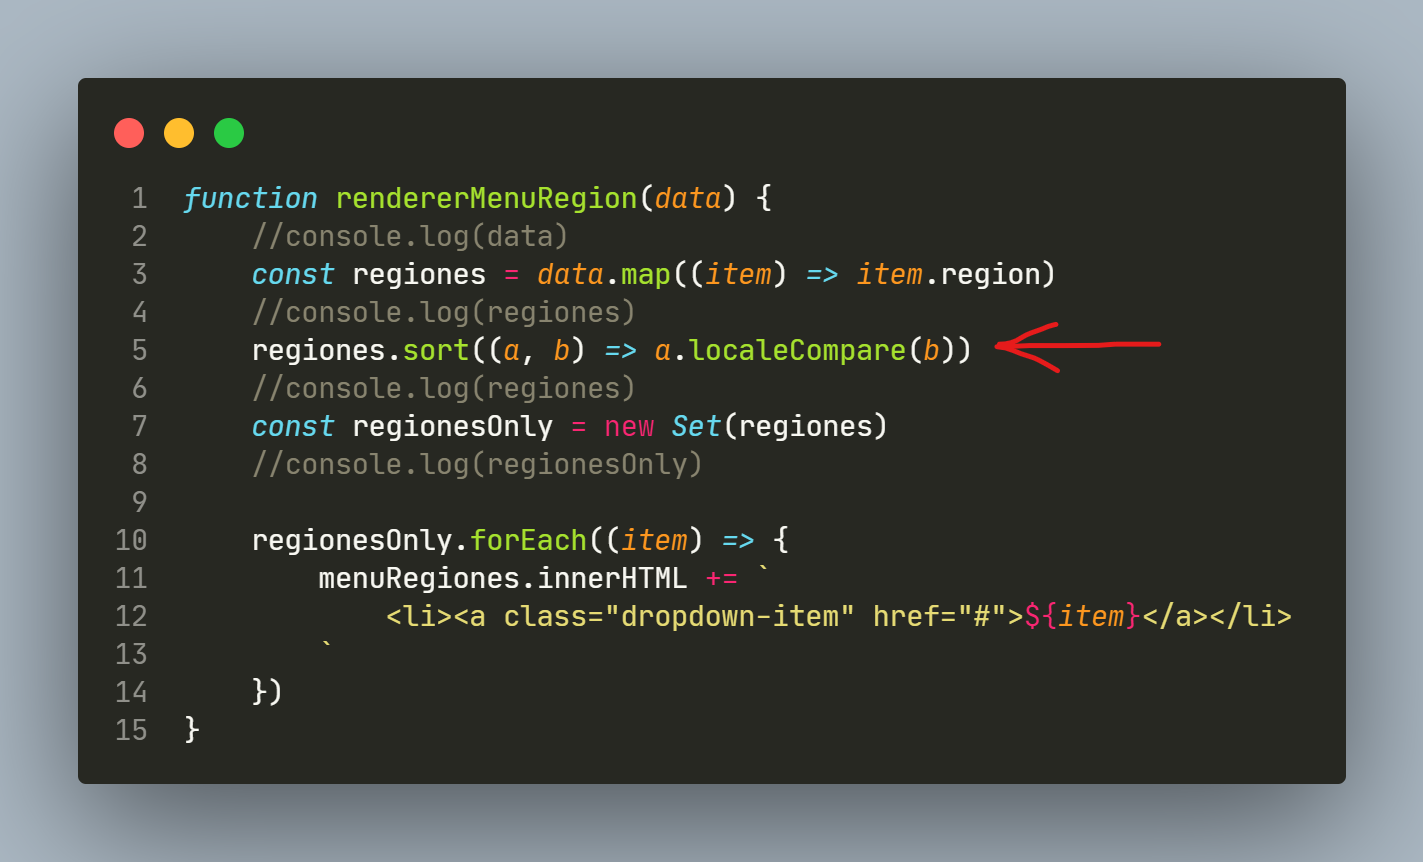 1 function rendererMenuRegion(data) {
2 //console.log(data)
3 const regiones = data.map((item) => item.region)
4 //console.log(regiones)
5 regiones.sort((a, b) => a.localeCompare(b))
6 //console.log(regiones)
7 const regionesOnly = new Set(regiones)
8 //console.log(regionesOnly)
9
10 regionesOnly.forEach((item) => {
11 menuRegiones.innerHTML += `
12 <li><a class="dropdown-item" href="#">${item}</a></li>
13 `
14 })
15 }